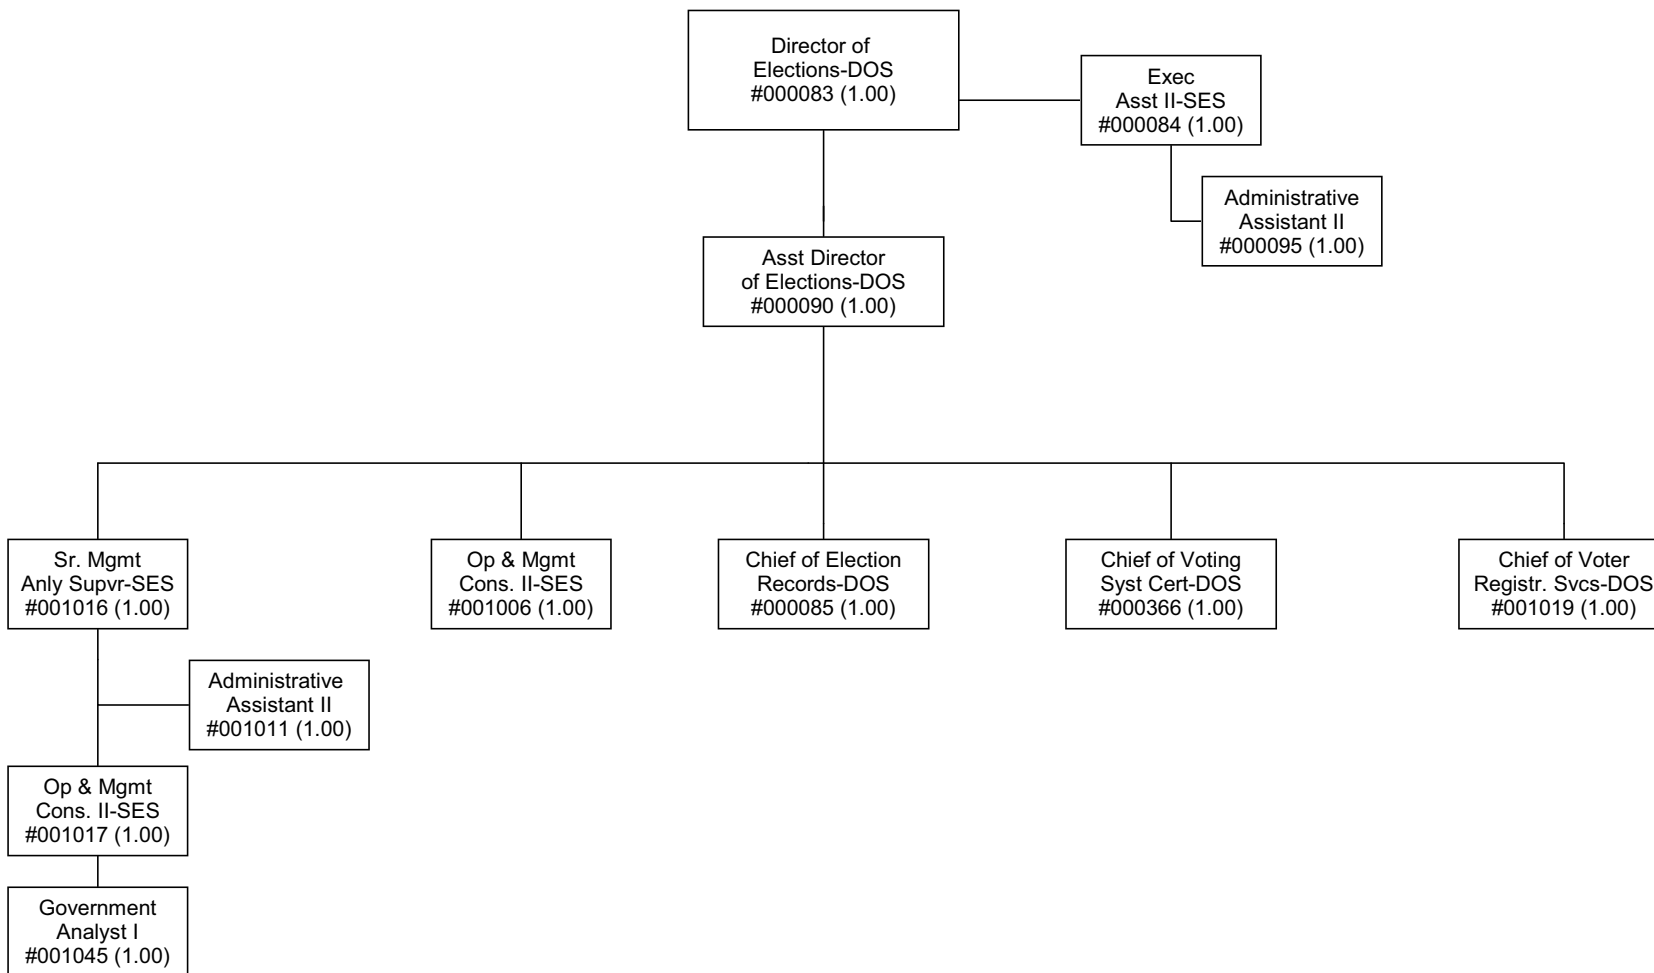 Director of
Elections-DOS
#000083 (1.00)
Exec
Asst II-SES
#000084 (1.00)
Administrative
Assistant II
#000095 (1.00)
Asst Director
of Elections-DOS
#000090 (1.00)
Sr. Mgmt
Anly Supvr-SES
#001016 (1.00)
Op & Mgmt
Cons. II-SES
#001006 (1.00)
Chief of Election
Records-DOS
#000085 (1.00)
Chief of Voting
Syst Cert-DOS
#000366 (1.00)
Chief of Voter
Registr. Svcs-DOS
#001019 (1.00)
Administrative
Assistant II
#001011 (1.00)
Op & Mgmt
Cons. II-SES
#001017 (1.00)
Government
Analyst I
#001045 (1.00)